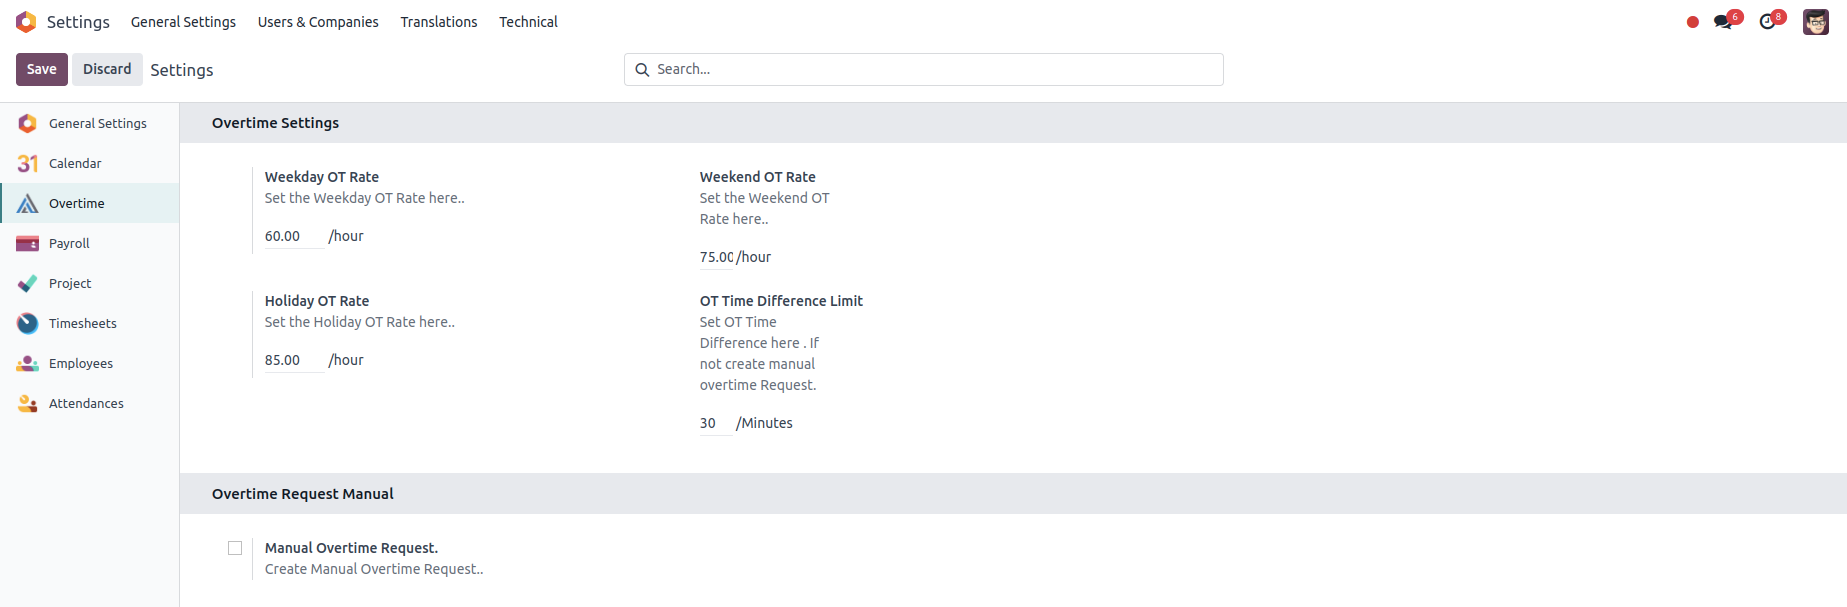 Settings General Settings Users & Companies Translations Technical 6 8
Save Discard Settings Search...
General Settings
31 Calendar
Overtime
Payroll
Project
Timesheets
Employees
Attendances
Overtime Settings
Weekday OT Rate
Set the Weekday OT Rate here..
60.00 /hour
Weekend OT Rate
Set the Weekend OT
Rate here..
75.00 /hour
Holiday OT Rate
Set the Holiday OT Rate here..
85.00 /hour
OT Time Difference Limit
Set OT Time
Difference here . If
not create manual
overtime Request.
30 /Minutes
Overtime Request Manual
Manual Overtime Request.
Create Manual Overtime Request..